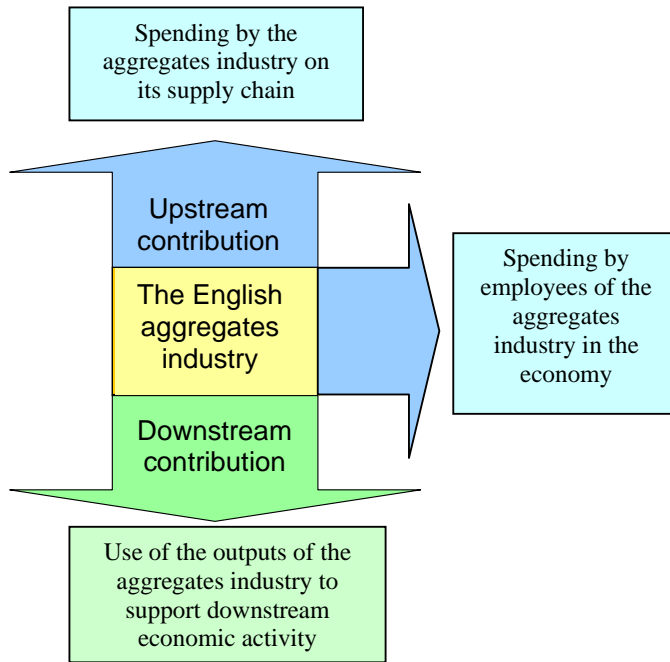 Spending by the
aggregates industry on
its supply chain
Upstream
contribution
The English
aggregates
industry
Spending by
employees of the
aggregates
industry in the
economy
Downstream
contribution
Use of the outputs of the
aggregates industry to
support downstream
economic activity